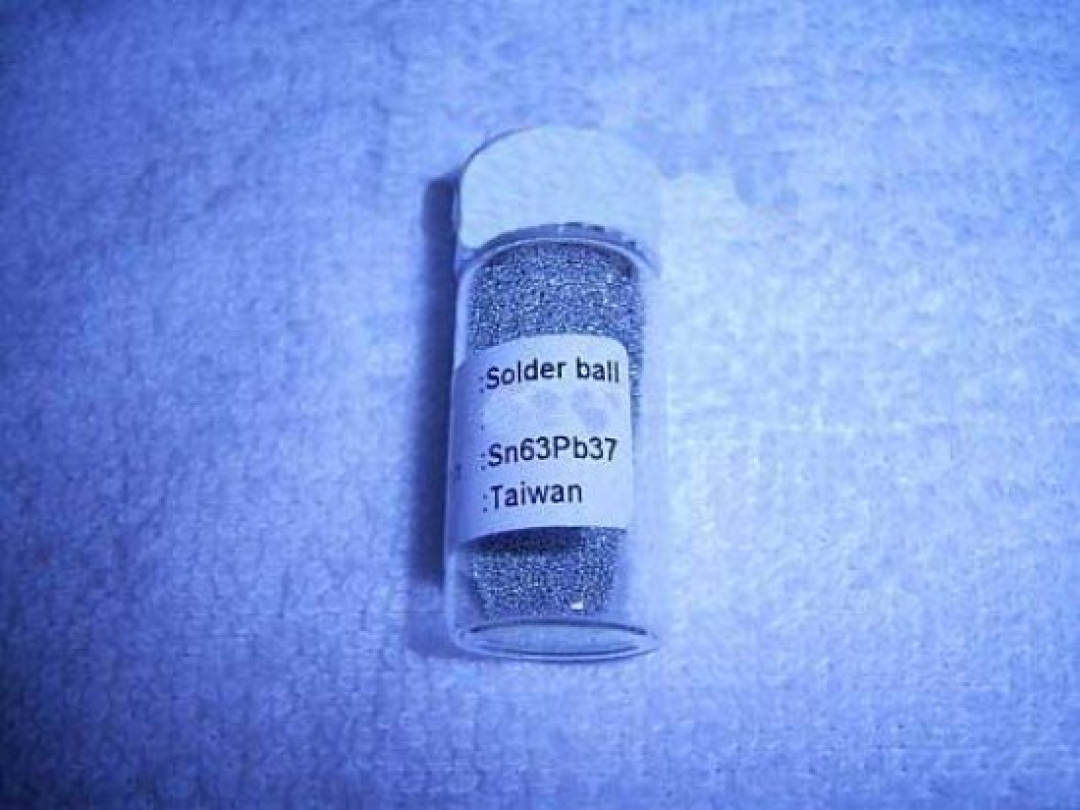 :Solder ball
:
:Sn63Pb37
:Taiwan